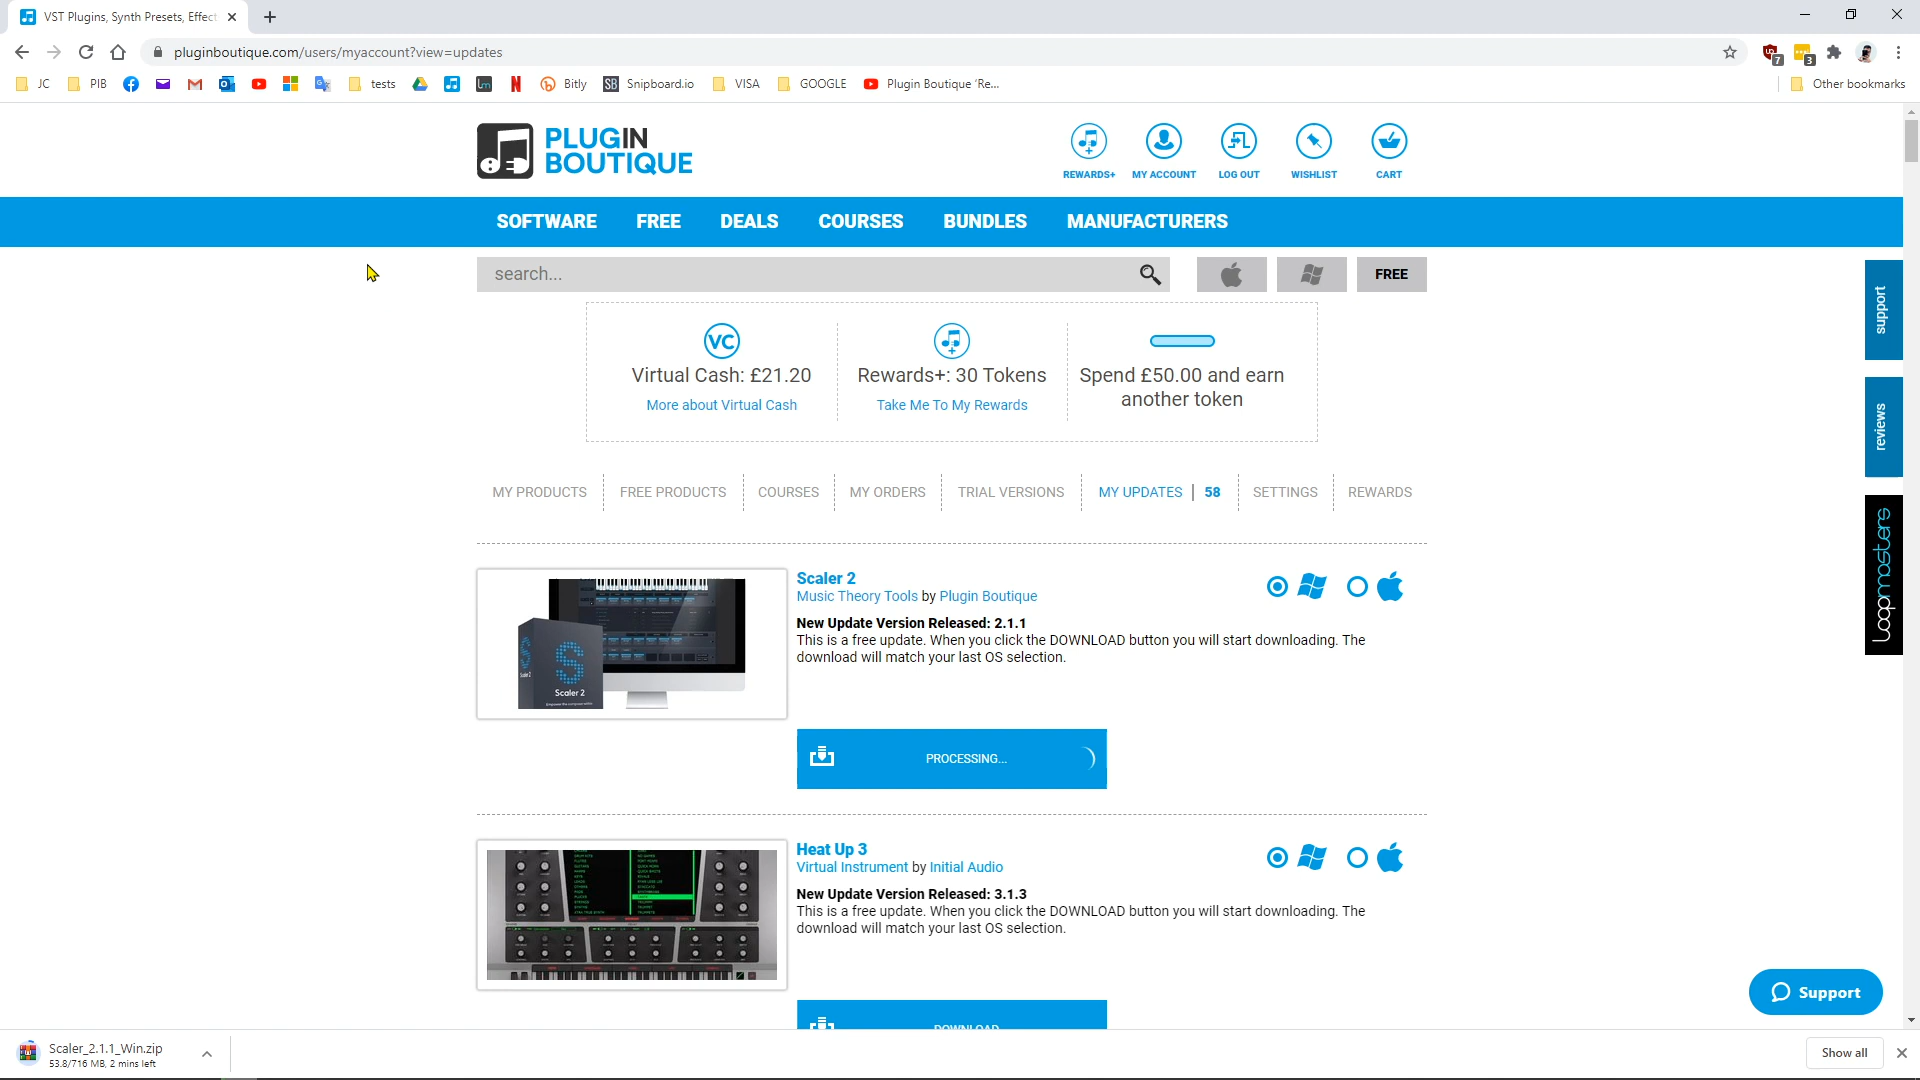 VST Plugins, Synth Presets, Effect
pluginboutique.com/users/myaccount?view=updates
7
3
JC
PIB
tests
Bitly
SB
Snipboard.io
VISA
GOOGLE
Plugin Boutique 'Re...
Other bookmarks
PLUGIN
BOUTIQUE
REWARDS+
MY ACCOUNT
LOG OUT
WISHLIST
CART
SOFTWARE
FREE
DEALS
COURSES
BUNDLES
MANUFACTURERS
search...
FREE
support
reviews
Loopmasters
VC
Virtual Cash: £21.20
More about Virtual Cash
Rewards+: 30 Tokens
Take Me To My Rewards
Spend £50.00 and earn
another token
MY PRODUCTS
FREE PRODUCTS
COURSES
MY ORDERS
TRIAL VERSIONS
MY UPDATES | 58
SETTINGS
REWARDS
Scaler 2
Scaler 2
Music Theory Tools by Plugin Boutique
New Update Version Released: 2.1.1
This is a free update. When you click the DOWNLOAD button you will start downloading. The
download will match your last OS selection.
PROCESSING...
Heat Up 3
Virtual Instrument by Initial Audio
New Update Version Released: 3.1.3
This is a free update. When you click the DOWNLOAD button you will start downloading. The
download will match your last OS selection.
DOWNLOAD
Support
Scaler_2.1.1_Win.zip
53.8/716 MB, 2 mins left
Show all